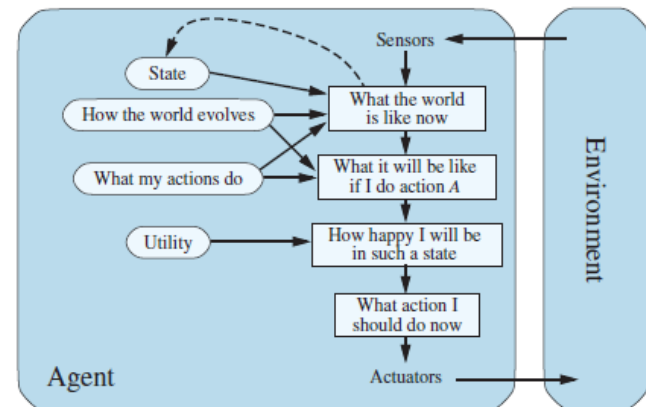 Sensors
State
What the world
is like now
How the world evolves
What it will be like
if I do action A
What my actions do
Utility
How happy I will be
in such a state
What action I
should do now
Agent
Actuators
Environment